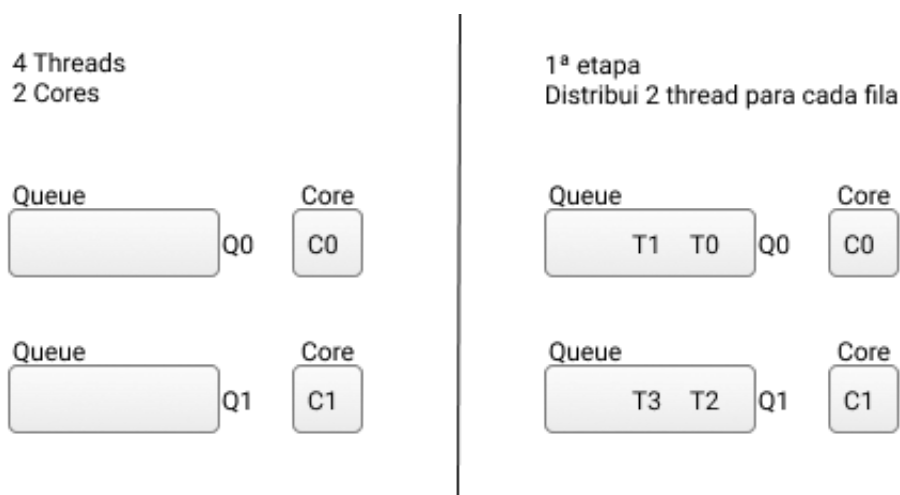 4 Threads
2 Cores
Queue
Core
Q0
C0
Queue
Core
Q1
C1
1ª etapa
Distribui 2 thread para cada fila
Queue
Core
T1 T0
Q0
C0
Queue
Core
T3 T2
Q1
C1